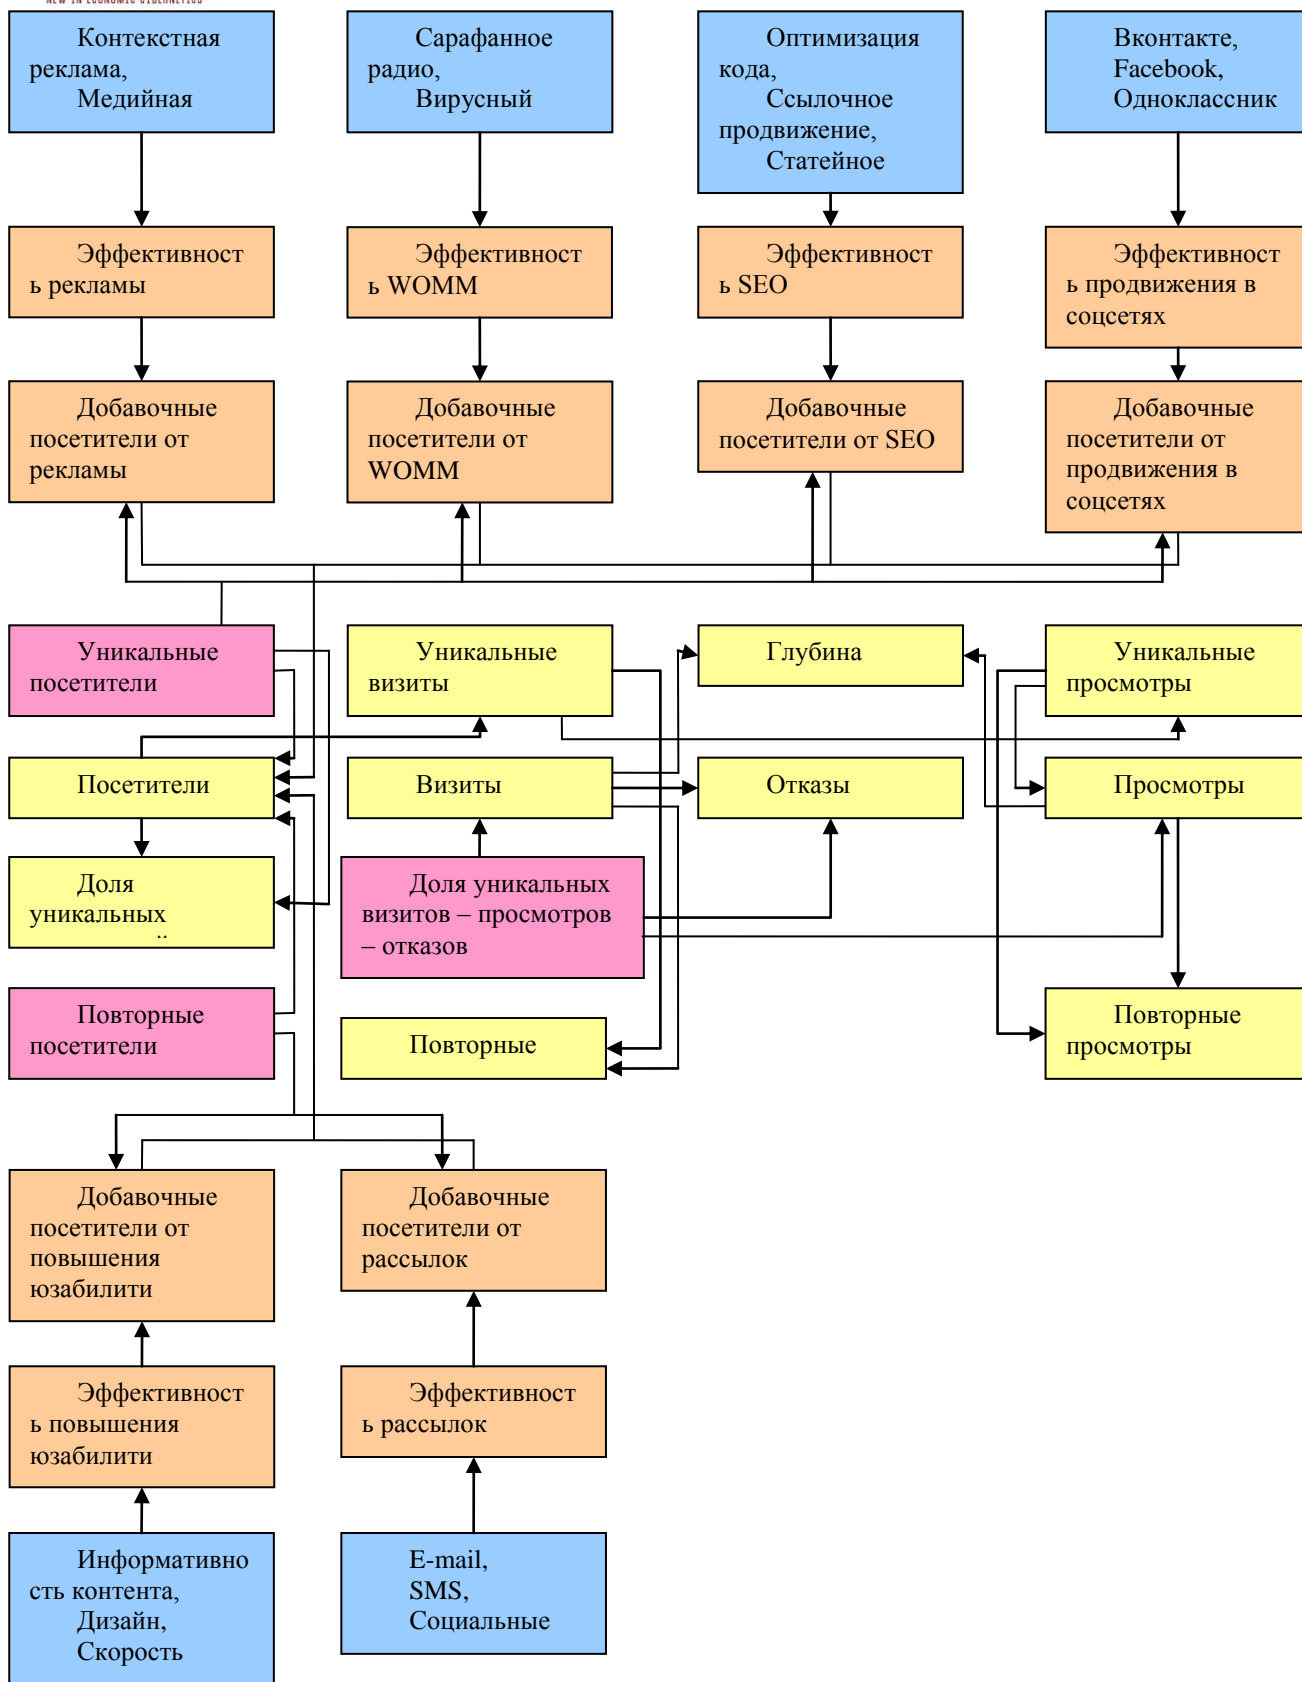 NEW IN ECONOMIC CIBERNETICS
Контекстная
реклама,
Медийная
Сарафанное
радио,
Вирусный
Оптимизация
кода,
Ссылочное
продвижение,
Статейное
Вконтакте,
Facebook,
Одноклассник
Эффективност
ь рекламы
Эффективност
ь WOMM
Эффективност
ь SEO
Эффективност
ь продвижения в
соцсетях
Добавочные
посетители от
рекламы
Добавочные
посетители от
WOMM
Добавочные
посетители от SEO
Добавочные
посетители от
продвижения в
соцсетях
Уникальные
посетители
Уникальные
визиты
Глубина
Уникальные
просмотры
Посетители
Визиты
Отказы
Просмотры
Доля
уникальных
Доля уникальных
визитов – просмотров
– отказов
Повторные
посетители
Повторные
Повторные
просмотры
Добавочные
посетители от
повышения
юзабилити
Добавочные
посетители от
рассылок
Эффективност
ь повышения
юзабилити
Эффективност
ь рассылок
Информативно
сть контента,
Дизайн,
Скорость
E-mail,
SMS,
Социальные